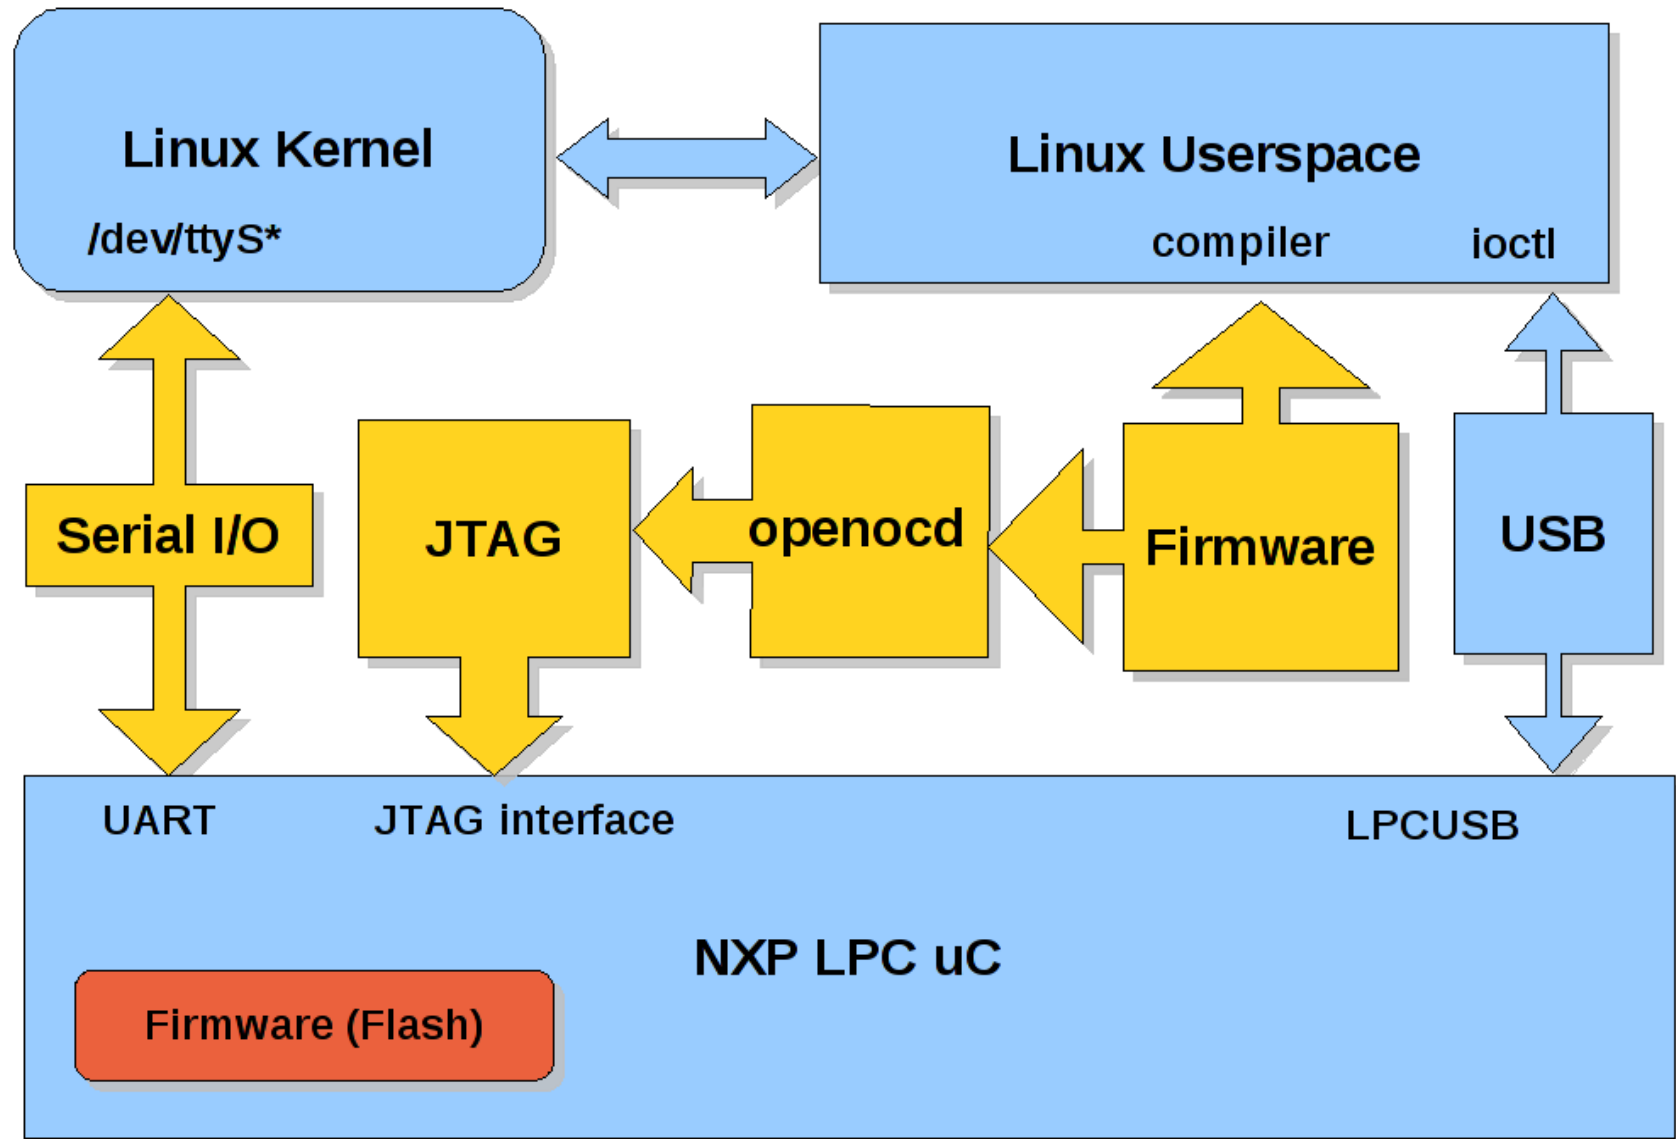 Linux Kernel
/dev/ttyS*
Linux Userspace
compiler
ioctl
Serial I/O
JTAG
openocd
Firmware
USB
UART
JTAG interface
LPCUSB
NXP LPC uC
Firmware (Flash)